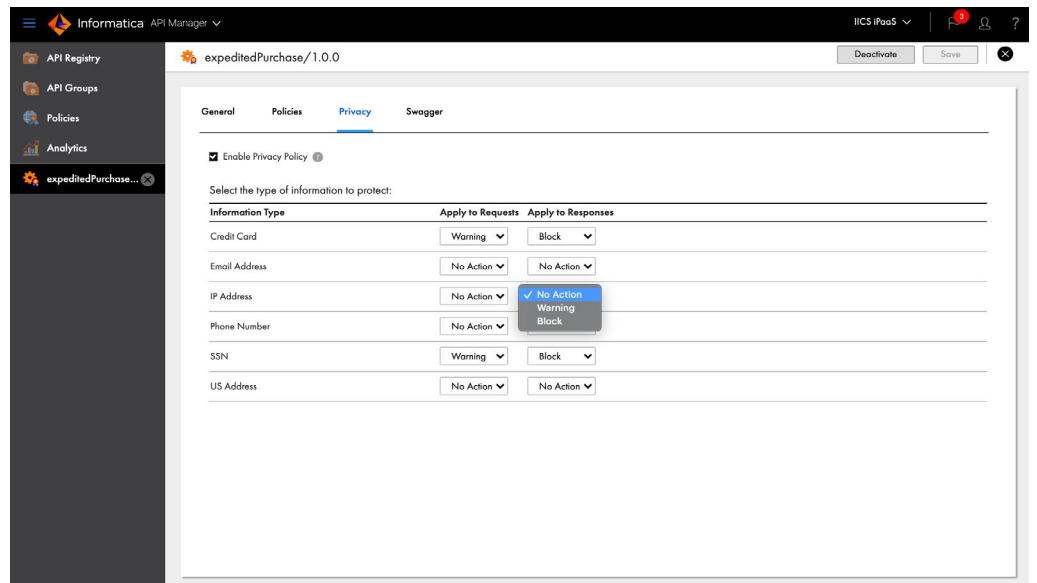 Informatica API Manager
IICS iPaaS
3
?
API Registry
API Groups
Policies
Analytics
expeditedPurchase...
expeditedPurchase/1.0.0
Deactivate
Save
General Policies Privacy Swagger
Enable Privacy Policy ?
Select the type of information to protect:
Information Type Apply to Requests Apply to Responses
Credit Card Warning Block
Email Address No Action No Action
IP Address No Action No Action
Warning
Block
Phone Number No Action
SSN Warning Block
US Address No Action No Action